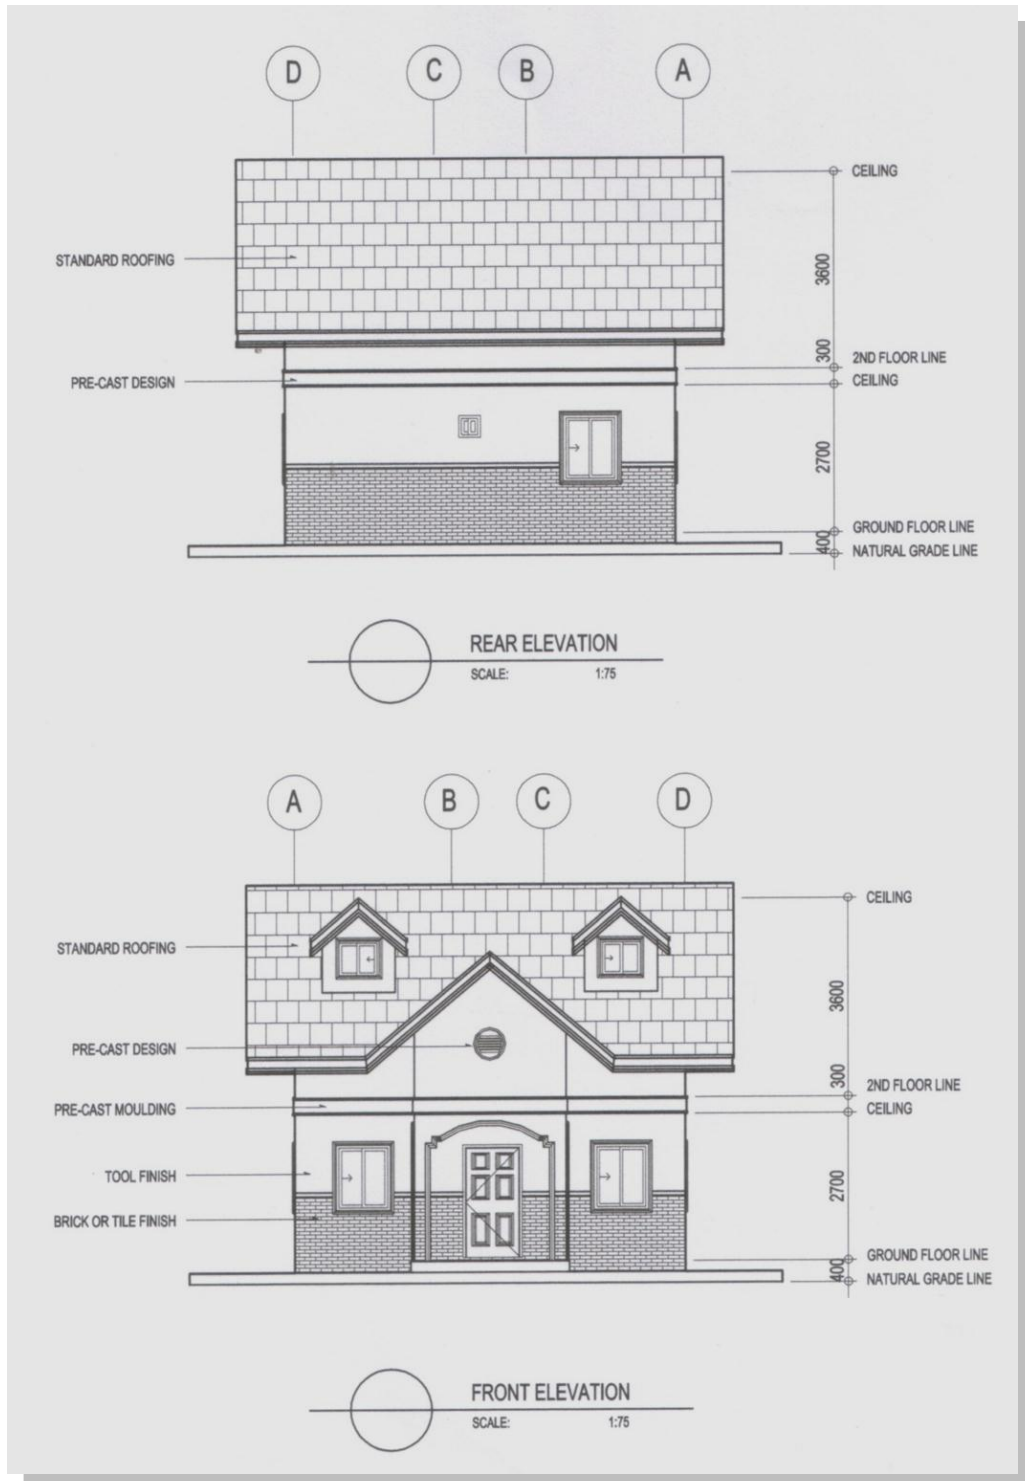 D C B A
CEILING
STANDARD ROOFING
3600
300
2ND FLOOR LINE
PRE-CAST DESIGN
CEILING
2700
GROUND FLOOR LINE
400
NATURAL GRADE LINE
REAR ELEVATION
SCALE: 1:75
A B C D
CEILING
STANDARD ROOFING
3600
PRE-CAST DESIGN
300
2ND FLOOR LINE
PRE-CAST MOULDING
CEILING
TOOL FINISH
2700
BRICK OR TILE FINISH
GROUND FLOOR LINE
400
NATURAL GRADE LINE
FRONT ELEVATION
SCALE: 1:75